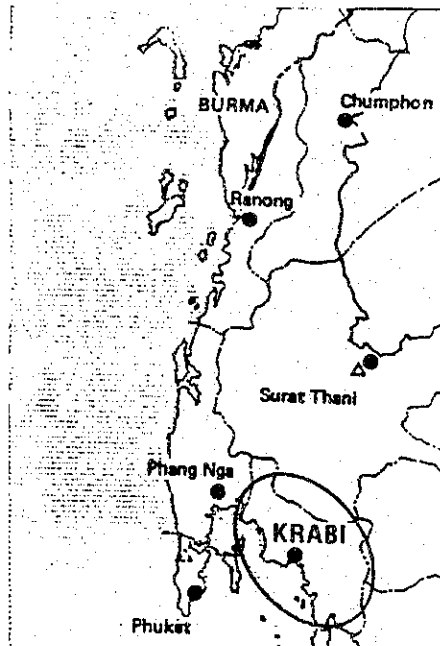 BURMA
Chumphon
Ranong
Surat Thani
Phang Nga
KRABI
Phuket